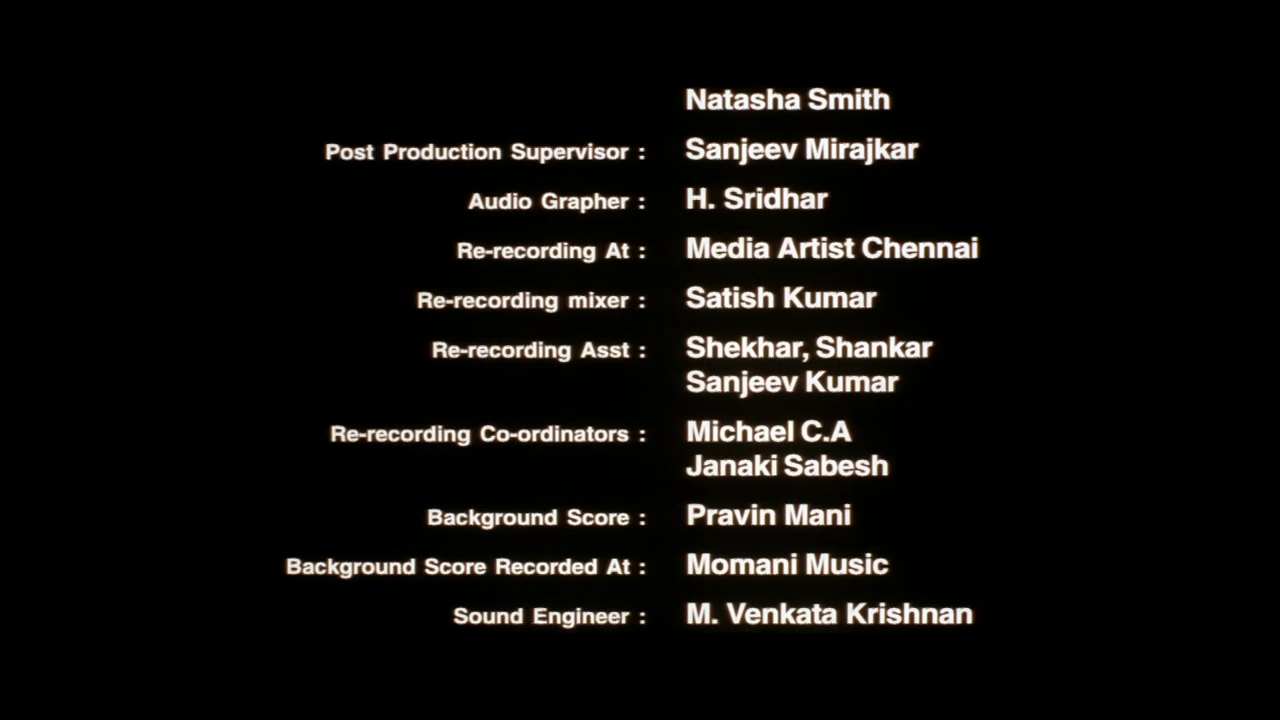 Natasha Smith
Post Production Supervisor : Sanjeev Mirajkar
Audio Grapher : H. Sridhar
Re-recording At : Media Artist Chennai
Re-recording mixer : Satish Kumar
Re-recording Asst : Shekhar, Shankar
Sanjeev Kumar
Re-recording Co-ordinators : Michael C.A
Janaki Sabesh
Background Score : Pravin Mani
Background Score Recorded At : Momani Music
Sound Engineer : M. Venkata Krishnan